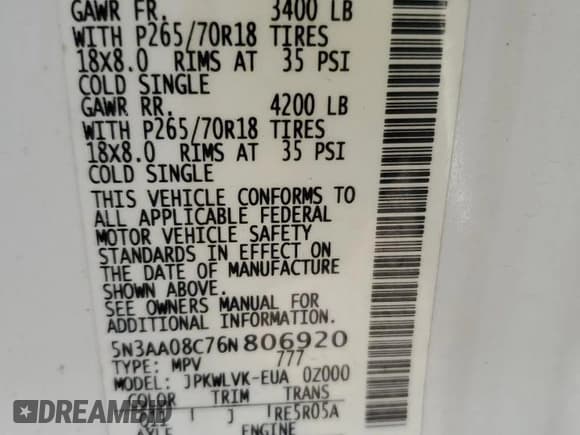 GAWR FR. 3400 LB
WITH P265/70R18 TIRES
18X8.0 RIMS AT 35 PSI
COLD SINGLE
GAWR RR. 4200 LB
WITH P265/70R18 TIRES
18X8.0 RIMS AT 35 PSI
COLD SINGLE
THIS VEHICLE CONFORMS TO
ALL APPLICABLE FEDERAL
MOTOR VEHICLE SAFETY
STANDARDS IN EFFECT ON
THE DATE OF MANUFACTURE
SHOWN ABOVE.
SEE OWNERS MANUAL FOR
ADDITIONAL INFORMATION.
5N3AA08C76N806920
TYPE: MPV 777
MODEL: JPKWLVK-EUA 0Z000
COLOR TRIM TRANS
J RE5R05A
AXLE ENGINE
DREAMBID